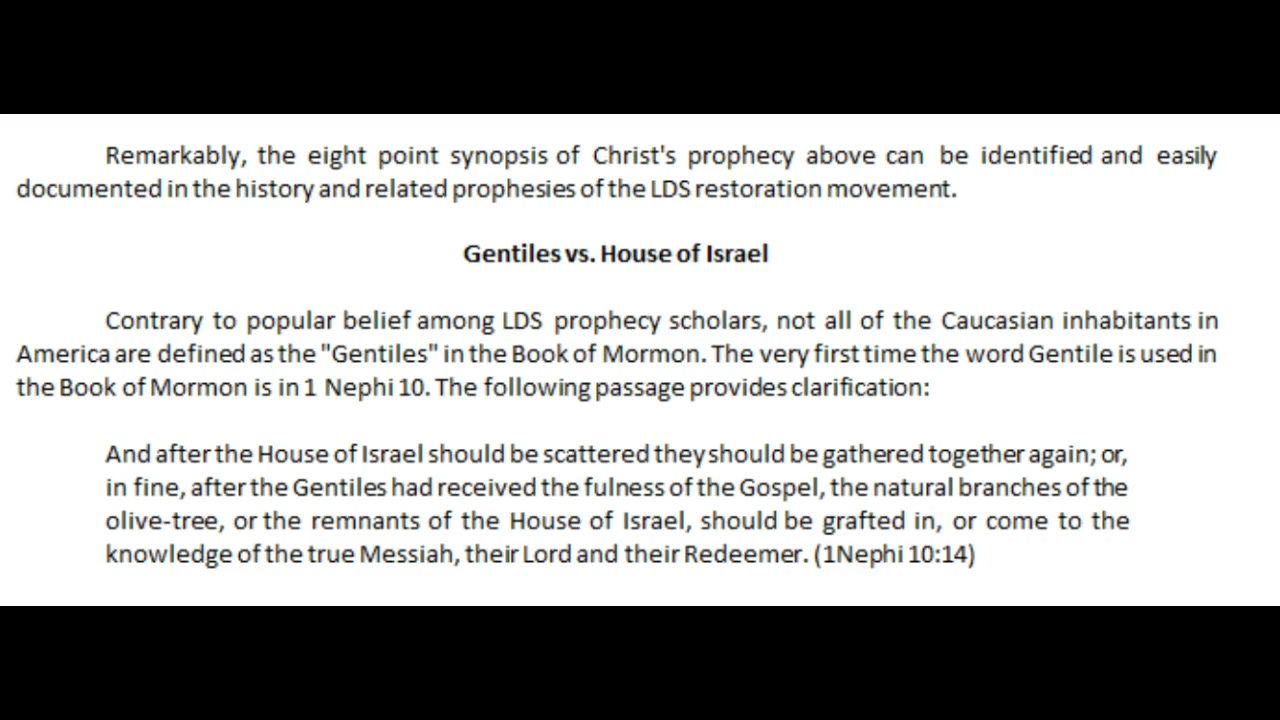 Remarkably, the eight point synopsis of Christ's prophecy above can be identified and easily
documented in the history and related prophesies of the LDS restoration movement.
Gentiles vs. House of Israel
Contrary to popular belief among LDS prophecy scholars, not all of the Caucasian inhabitants in
America are defined as the "Gentiles" in the Book of Mormon. The very first time the word Gentile is used in
the Book of Mormon is in 1 Nephi 10. The following passage provides clarification:
And after the House of Israel should be scattered they should be gathered together again; or,
in fine, after the Gentiles had received the fulness of the Gospel, the natural branches of the
olive-tree, or the remnants of the House of Israel, should be grafted in, or come to the
knowledge of the true Messiah, their Lord and their Redeemer. (1Nephi 10:14)